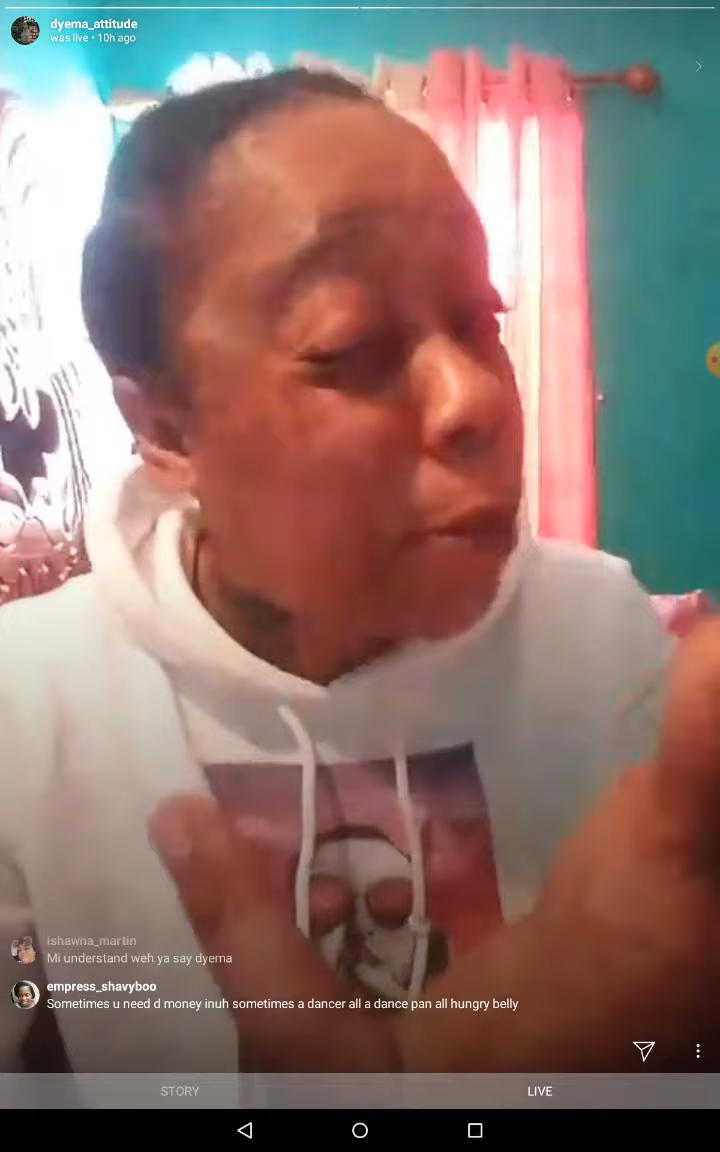 dyema_attitude
was live • 10h ago
ishawna_martin
Mi understand weh ya say dyema
empress_shavyboo
Sometimes u need d money inuh sometimes a dancer all a dance pan all hungry belly
STORY
LIVE